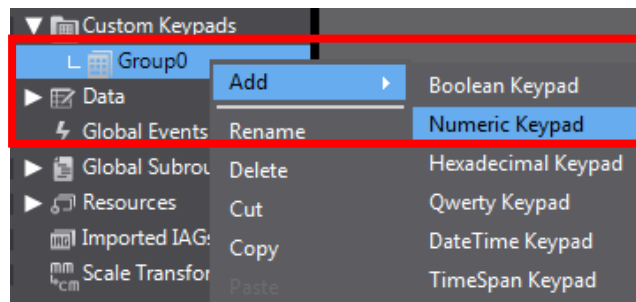 Custom Keypads
Group0
Data
Global Events
Global Subrou
Resources
Imported IAGs
Scale Transfor
Add
Rename
Delete
Cut
Copy
Paste
Boolean Keypad
Numeric Keypad
Hexadecimal Keypad
Qwerty Keypad
DateTime Keypad
TimeSpan Keypad